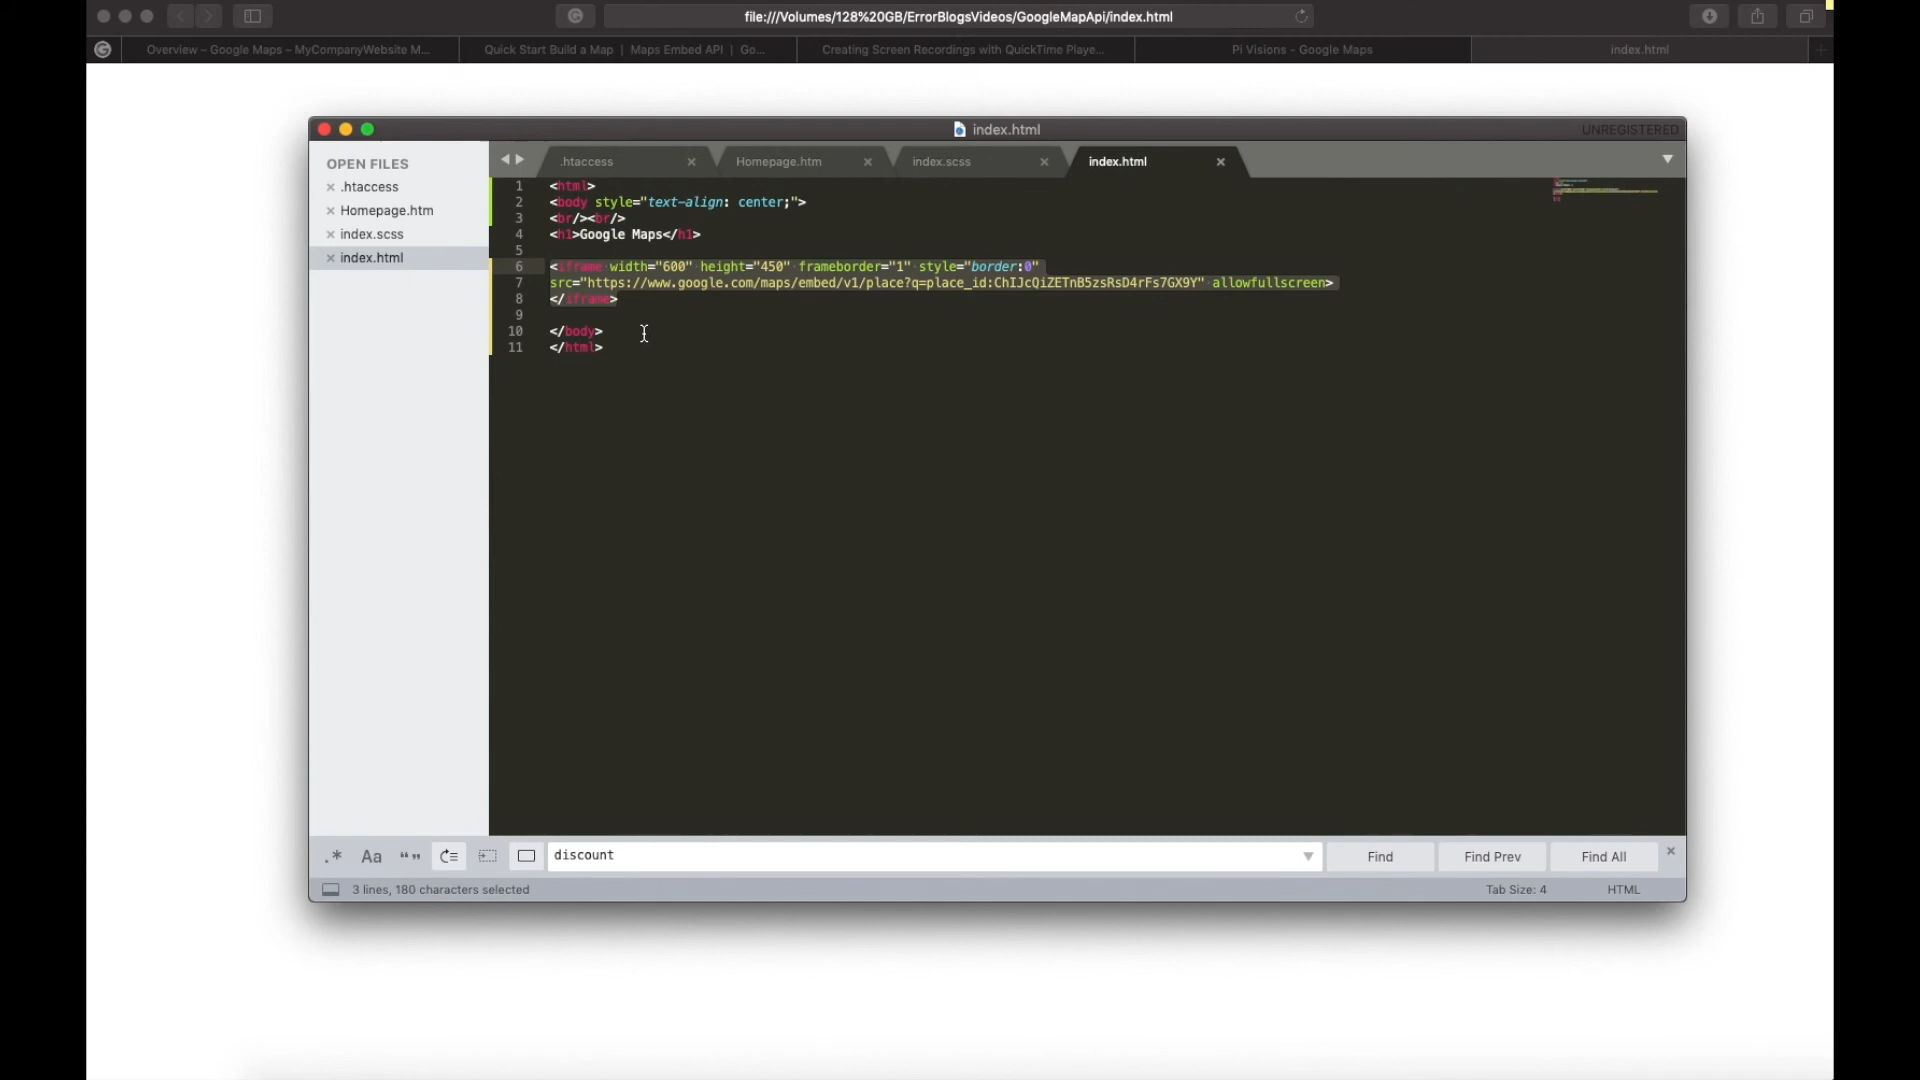 file:///Volumes/128%20GB/ErrorBlogsVideos/GoogleMapApi/index.html
Overview – Google Maps – MyCompanyWebsite M...
Quick Start Build a Map | Maps Embed API | Go...
Creating Screen Recordings with QuickTime Playe...
Pi Visions - Google Maps
index.html
index.html
UNREGISTERED
OPEN FILES
.htaccess
Homepage.htm
index.scss
index.html
.htaccess
Homepage.htm
index.scss
index.html
1 <html>
2 <body style="text-align: center;">
3 <br/><br/>
4 <h1>Google Maps</h1>
5
6 <iframe width="600" height="450" frameborder="1" style="border:0"
7 src="https://www.google.com/maps/embed/v1/place?q=place_id:ChIJcQiZETnB5zsRsD4rFs7GX9Y" allowfullscreen>
8 </iframe>
9
10 </body>
11 </html>
.* Aa “” discount Find Find Prev Find All
3 lines, 180 characters selected
Tab Size: 4
HTML